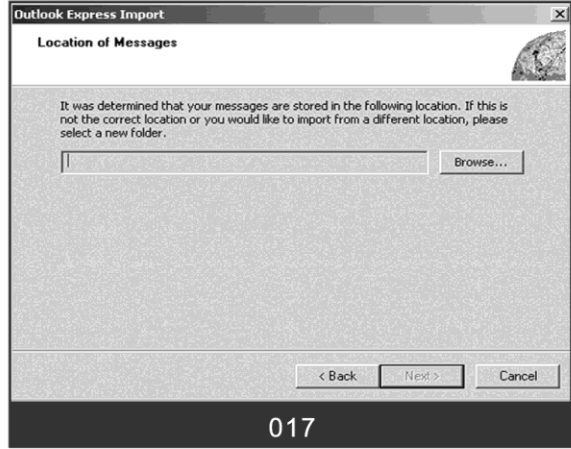 Outlook Express Import
Location of Messages
It was determined that your messages are stored in the following location. If this is
not the correct location or you would like to import from a different location, please
select a new folder.
Browse...
< Back Next > Cancel
017